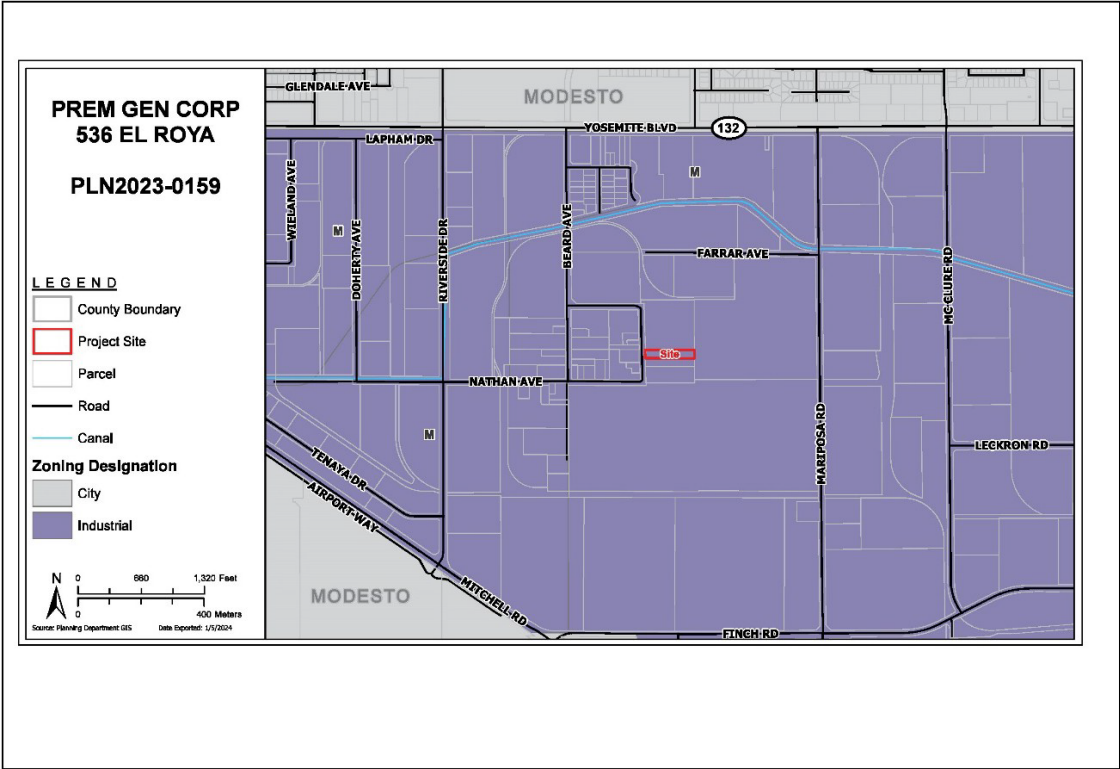 PREM GEN CORP
536 EL ROYA
PLN2023-0159
LEGEND
County Boundary
Project Site
Parcel
Road
Canal
Zoning Designation
City
Industrial
N
0 660 1,320 Feet
0 400 Meters
Source: Planning Department GIS Date Exported: 1/5/2024
GLENDALE AVE
MODESTO
YOSEMITE BLVD
132
LAPHAM DR
WIELAND AVE
M
DOHERTY AVE
RIVERSIDE DR
BEARD AVE
M
FARRAR AVE
MC CLURE RD
Site
NATHAN AVE
MARIPOSA RD
M
LECKRON RD
TENAYA DR
AIRPORT WAY
MODESTO
MITCHELL RD
FINCH RD